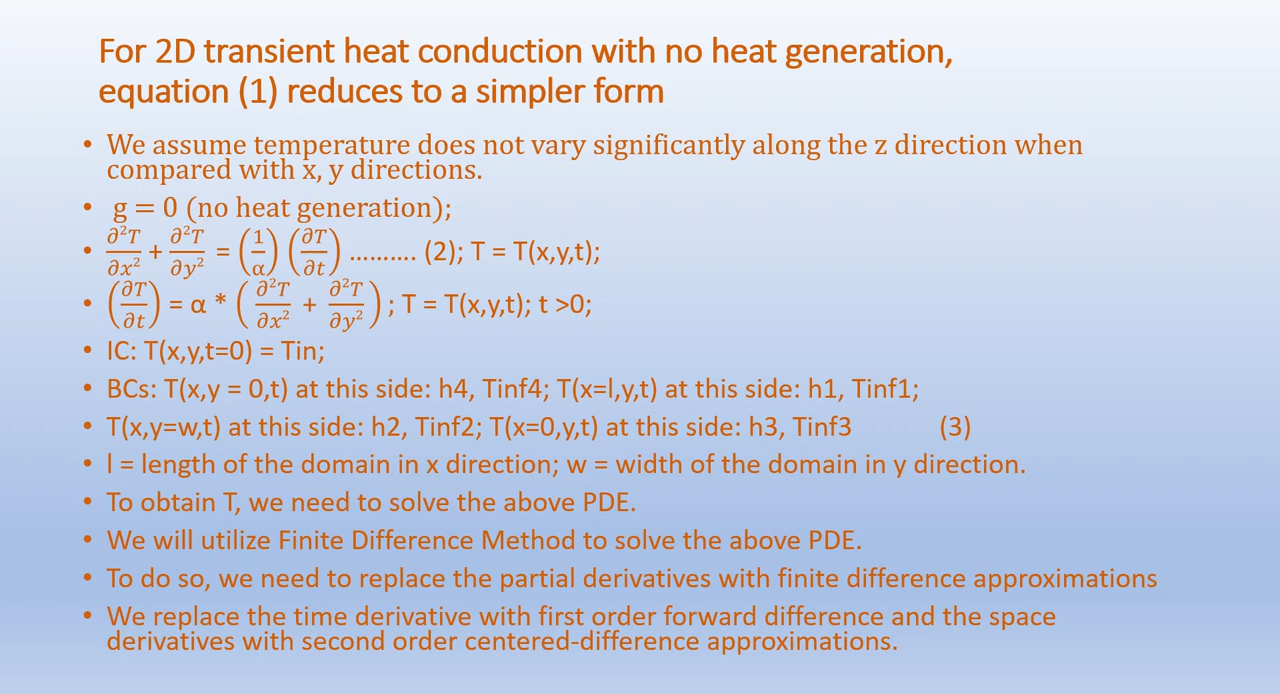 For 2D transient heat conduction with no heat generation,
equation (1) reduces to a simpler form
• We assume temperature does not vary significantly along the z direction when
compared with x, y directions.
• g = 0 (no heat generation);
• ∂²T/∂x² + ∂²T/∂y² = (1/α) (∂T/∂t) ………. (2); T = T(x,y,t);
• (∂T/∂t) = α * (∂²T/∂x² + ∂²T/∂y²) ; T = T(x,y,t); t >0;
• IC: T(x,y,t=0) = Tin;
• BCs: T(x,y = 0,t) at this side: h4, Tinf4; T(x=l,y,t) at this side: h1, Tinf1;
• T(x,y=w,t) at this side: h2, Tinf2; T(x=0,y,t) at this side: h3, Tinf3 (3)
• l = length of the domain in x direction; w = width of the domain in y direction.
• To obtain T, we need to solve the above PDE.
• We will utilize Finite Difference Method to solve the above PDE.
• To do so, we need to replace the partial derivatives with finite difference approximations
• We replace the time derivative with first order forward difference and the space
derivatives with second order centered-difference approximations.